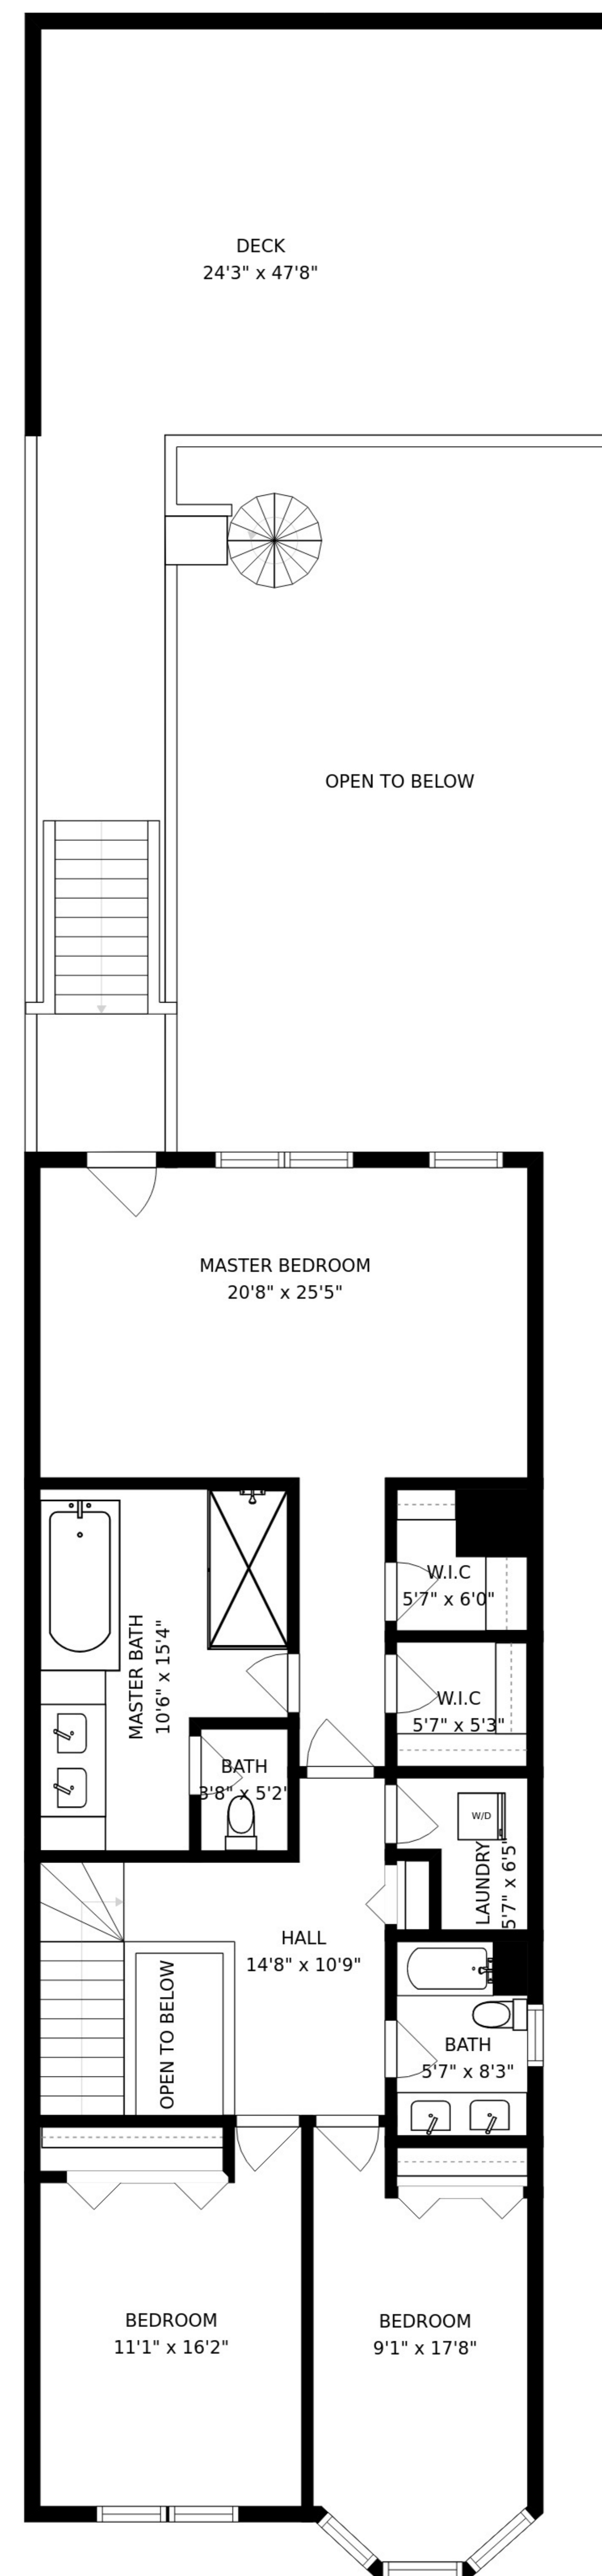 DECK
24'3" x 47'8"
OPEN TO BELOW
MASTER BEDROOM
20'8" x 25'5"
W.I.C
5'7" x 6'0"
MASTER BATH
10'6" x 15'4"
W.I.C
5'7" x 5'3"
BATH
3'8" x 5'2"
W/D
LAUNDRY
5'7" x 6'5"
HALL
14'8" x 10'9"
OPEN TO BELOW
BATH
5'7" x 8'3"
BEDROOM
11'1" x 16'2"
BEDROOM
9'1" x 17'8"